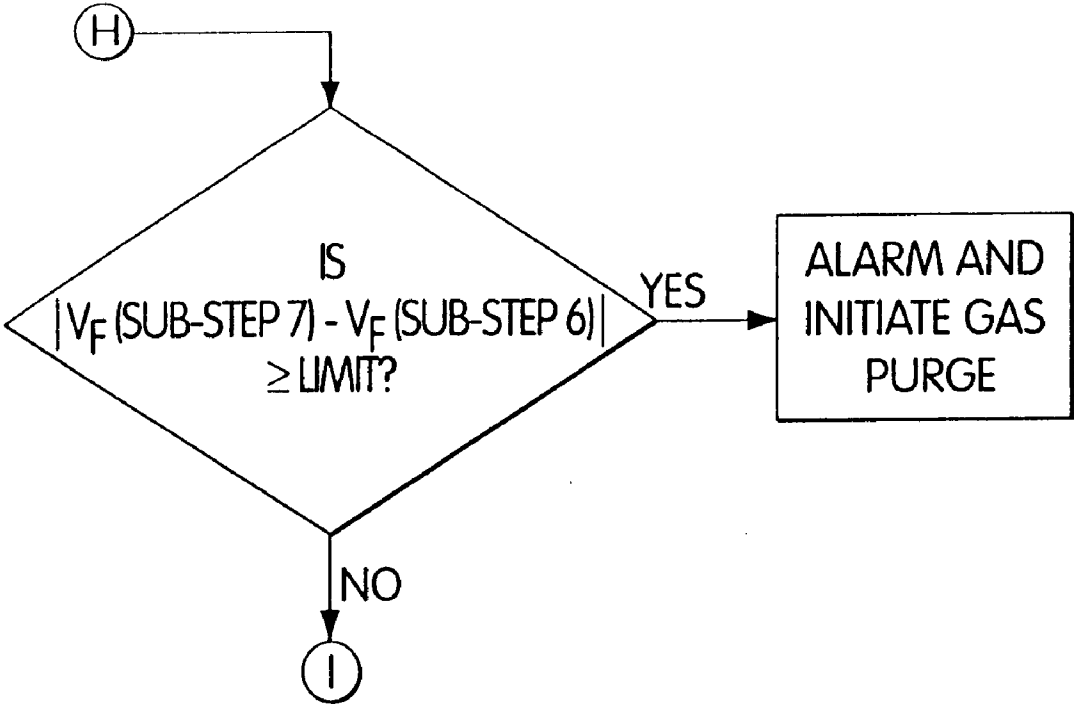 H
IS
|VF (SUB-STEP 7) - VF (SUB-STEP 6)|
≥ LIMIT?
YES
ALARM AND
INITIATE GAS
PURGE
NO
I